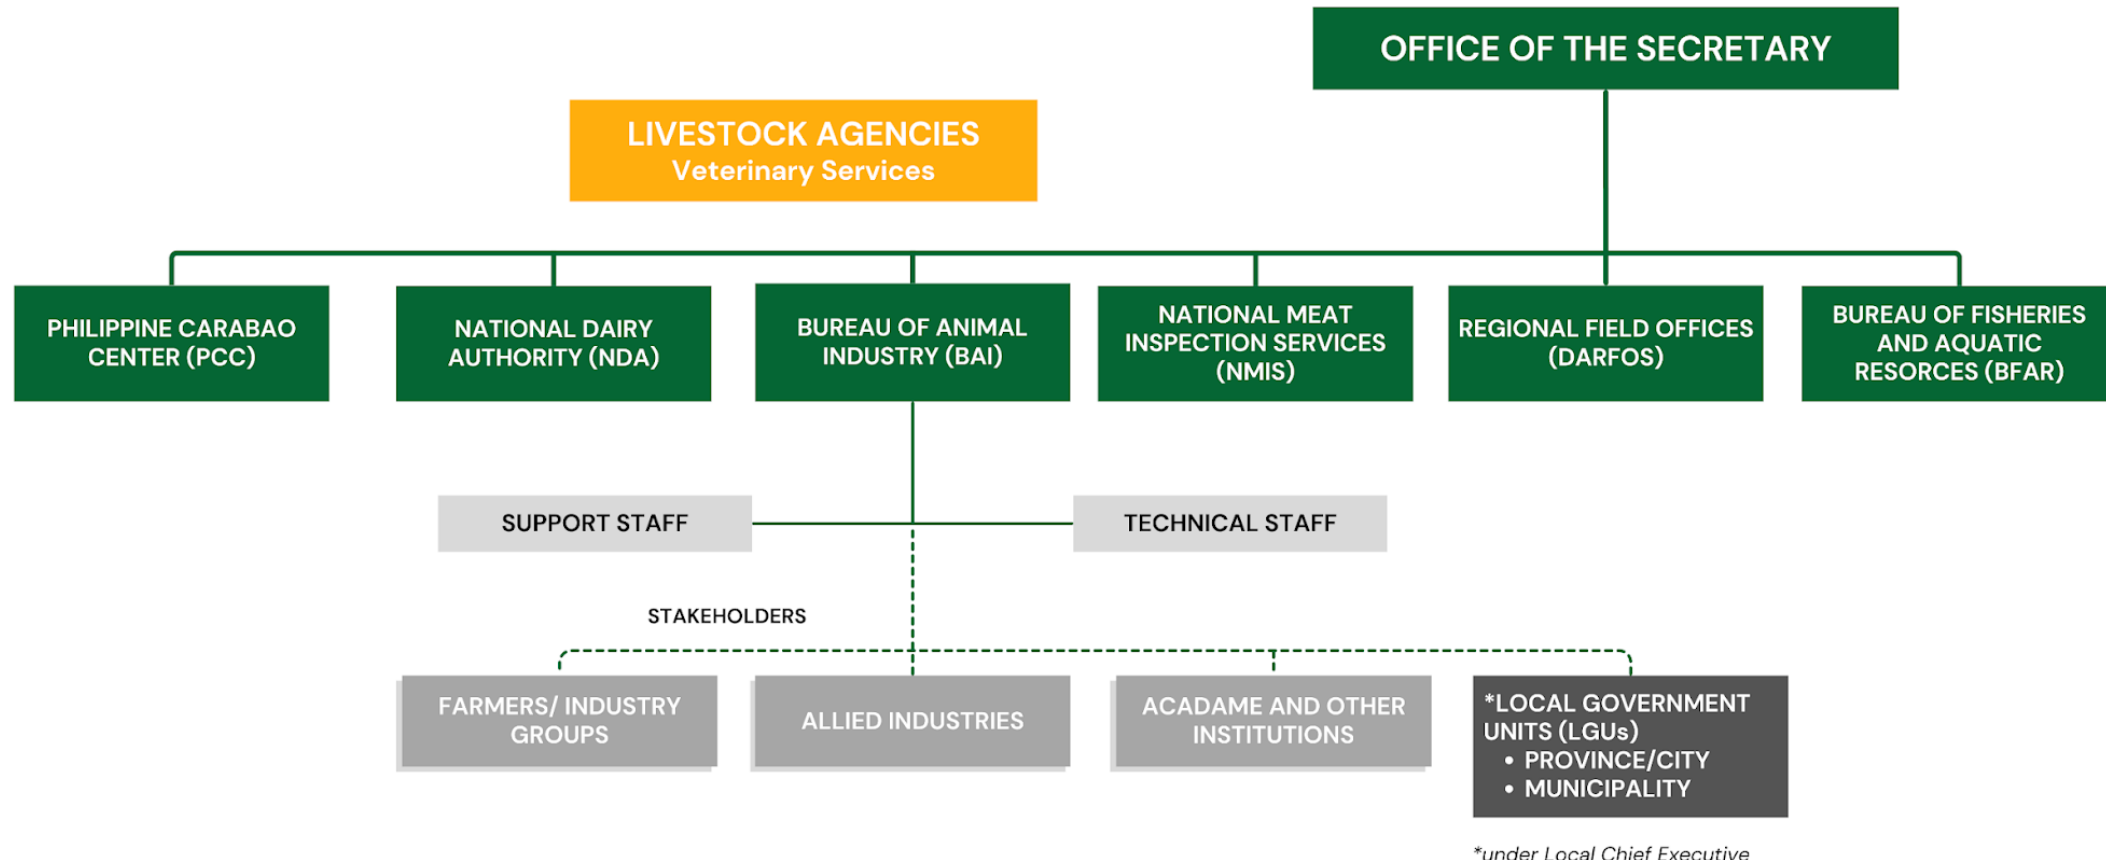 OFFICE OF THE SECRETARY
LIVESTOCK AGENCIES
Veterinary Services
PHILIPPINE CARABAO
CENTER (PCC)
NATIONAL DAIRY
AUTHORITY (NDA)
BUREAU OF ANIMAL
INDUSTRY (BAI)
NATIONAL MEAT
INSPECTION SERVICES
(NMIS)
REGIONAL FIELD OFFICES
(DARFOS)
BUREAU OF FISHERIES
AND AQUATIC
RESORCES (BFAR)
SUPPORT STAFF
TECHNICAL STAFF
STAKEHOLDERS
FARMERS/ INDUSTRY
GROUPS
ALLIED INDUSTRIES
ACADAME AND OTHER
INSTITUTIONS
*LOCAL GOVERNMENT
UNITS (LGUs)
• PROVINCE/CITY
• MUNICIPALITY
*under Local Chief Executive